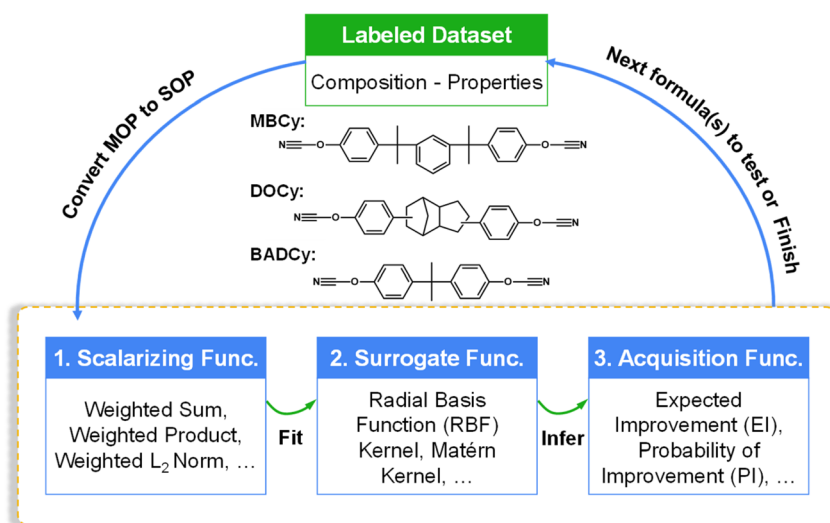 Labeled Dataset
Composition - Properties
Convert MOP to SOP
Next formula(s) to test or Finish
MBCy:
N O O N
DOCy:
N O O N
BADCy:
N O O N
1. Scalarizing Func.
Weighted Sum,
Weighted Product,
Weighted L2 Norm, …
Fit
2. Surrogate Func.
Radial Basis
Function (RBF)
Kernel, Matérn
Kernel, …
Infer
3. Acquisition Func.
Expected
Improvement (EI),
Probability of
Improvement (PI), …